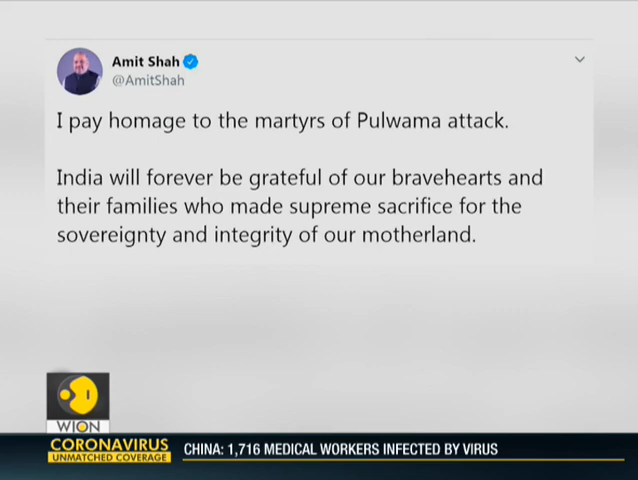 Amit Shah
@AmitShah
I pay homage to the martyrs of Pulwama attack.
India will forever be grateful of our bravehearts and
their families who made supreme sacrifice for the
sovereignty and integrity of our motherland.
WION
CORONAVIRUS
UNMATCHED COVERAGE
CHINA: 1,716 MEDICAL WORKERS INFECTED BY VIRUS